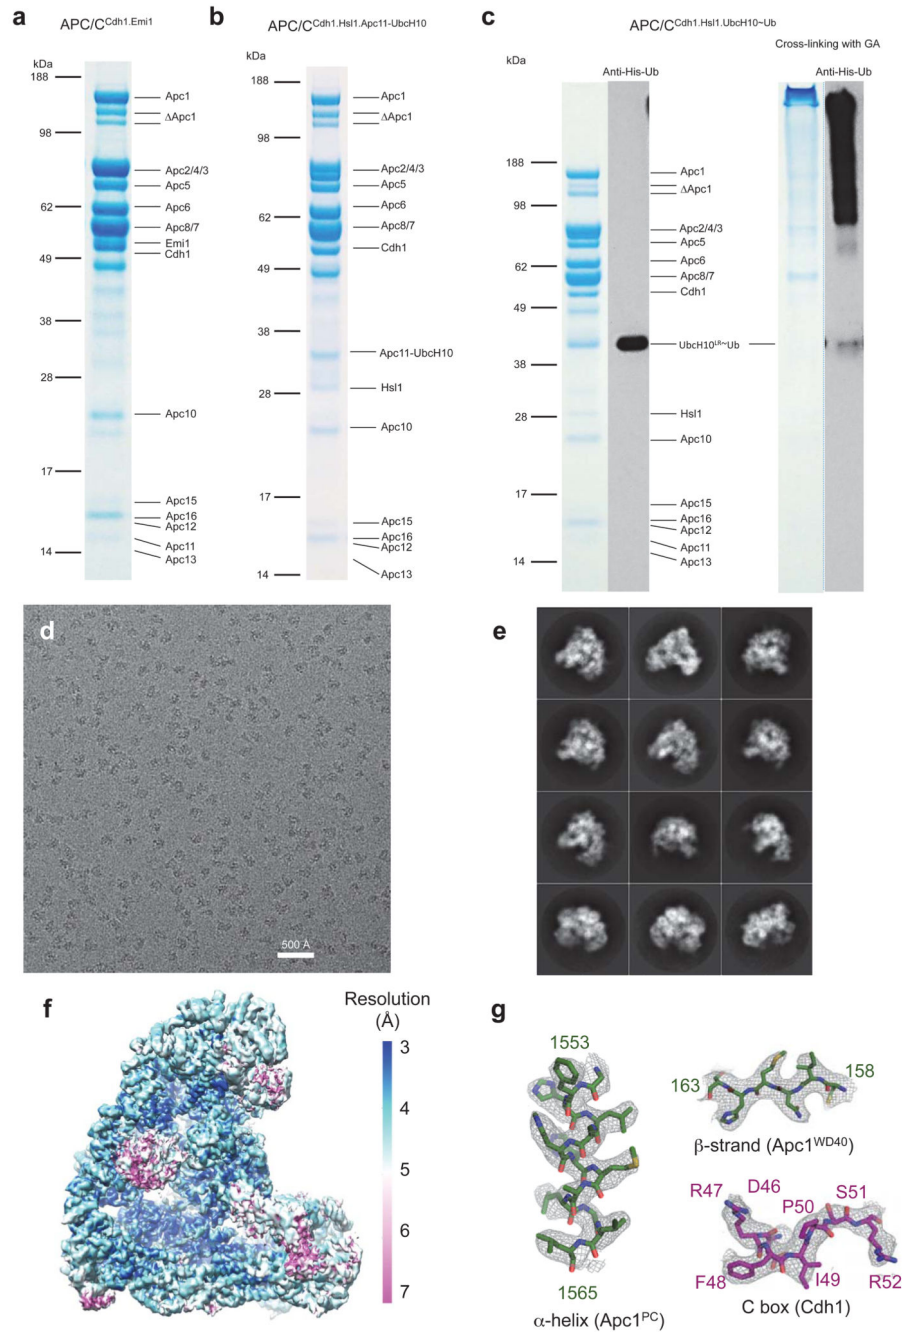 a
APC/C^Cdh1.Emi1
kDa
188
98
62
49
38
28
17
14
Apc1
ΔApc1
Apc2/4/3
Apc5
Apc6
Apc8/7
Emi1
Cdh1
Apc10
Apc15
Apc16
Apc12
Apc11
Apc13
b
APC/C^Cdh1.Hsl1.Apc11-UbcH10
kDa
188
98
62
49
38
28
17
14
Apc1
ΔApc1
Apc2/4/3
Apc5
Apc6
Apc8/7
Cdh1
Apc11-UbcH10
Hsl1
Apc10
Apc15
Apc16
Apc12
Apc13
c
APC/C^Cdh1.Hsl1.UbcH10~Ub
Cross-linking with GA
kDa
Anti-His-Ub
Anti-His-Ub
188
98
62
49
38
28
17
14
Apc1
ΔApc1
Apc2/4/3
Apc5
Apc6
Apc8/7
Cdh1
UbcH10^LR~Ub
Hsl1
Apc10
Apc15
Apc16
Apc12
Apc11
Apc13
d
500 Å
e
f
Resolution
(Å)
3
4
5
6
7
g
1553
1565
α-helix (Apc1^PC)
163
158
β-strand (Apc1^WD40)
R47
D46
P50
S51
F48
I49
R52
C box (Cdh1)